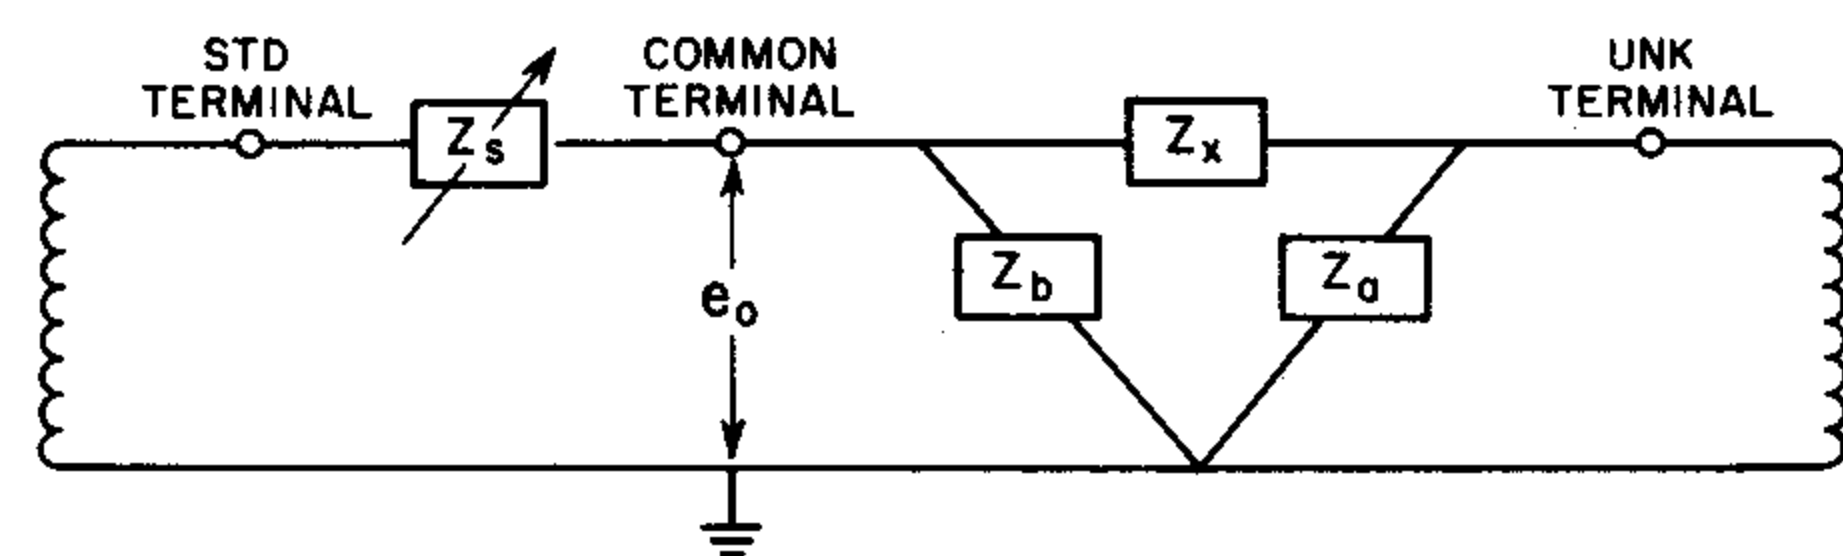 STD
TERMINAL
COMMON
TERMINAL
UNK
TERMINAL
Zs
Zx
Zb
Za
eo